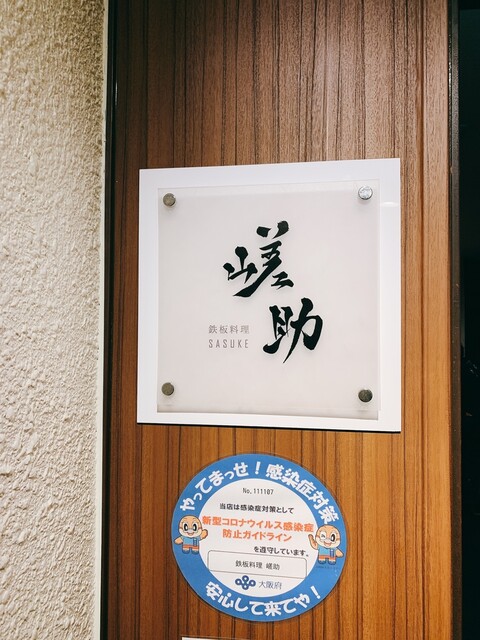 嵯助
鉄板料理
SASUKE
やってまっせ!感染症対策
No.111107
当店は感染症対策として
新型コロナウイルス感染症
防止ガイドライン
を遵守しています。
鉄板料理 嵯助
大阪府
安心して来てや!